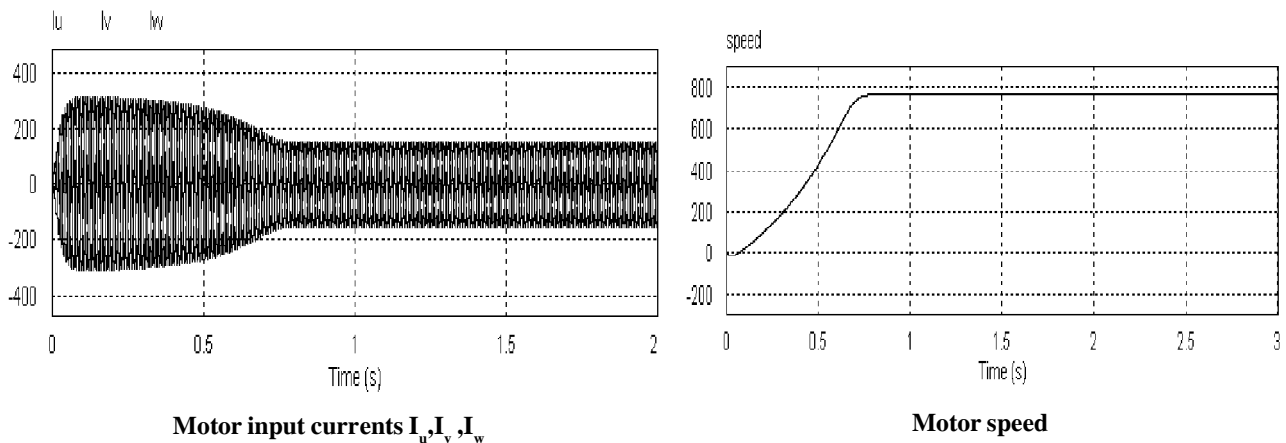 Iu Iv Iw
400
200
0
-200
-400
0 0.5 1 1.5 2
Time (s)
Motor input currents Iu,Iv ,Iw
speed
800
600
400
200
0
-200
0 0.5 1 1.5 2 2.5 3
Time (s)
Motor speed